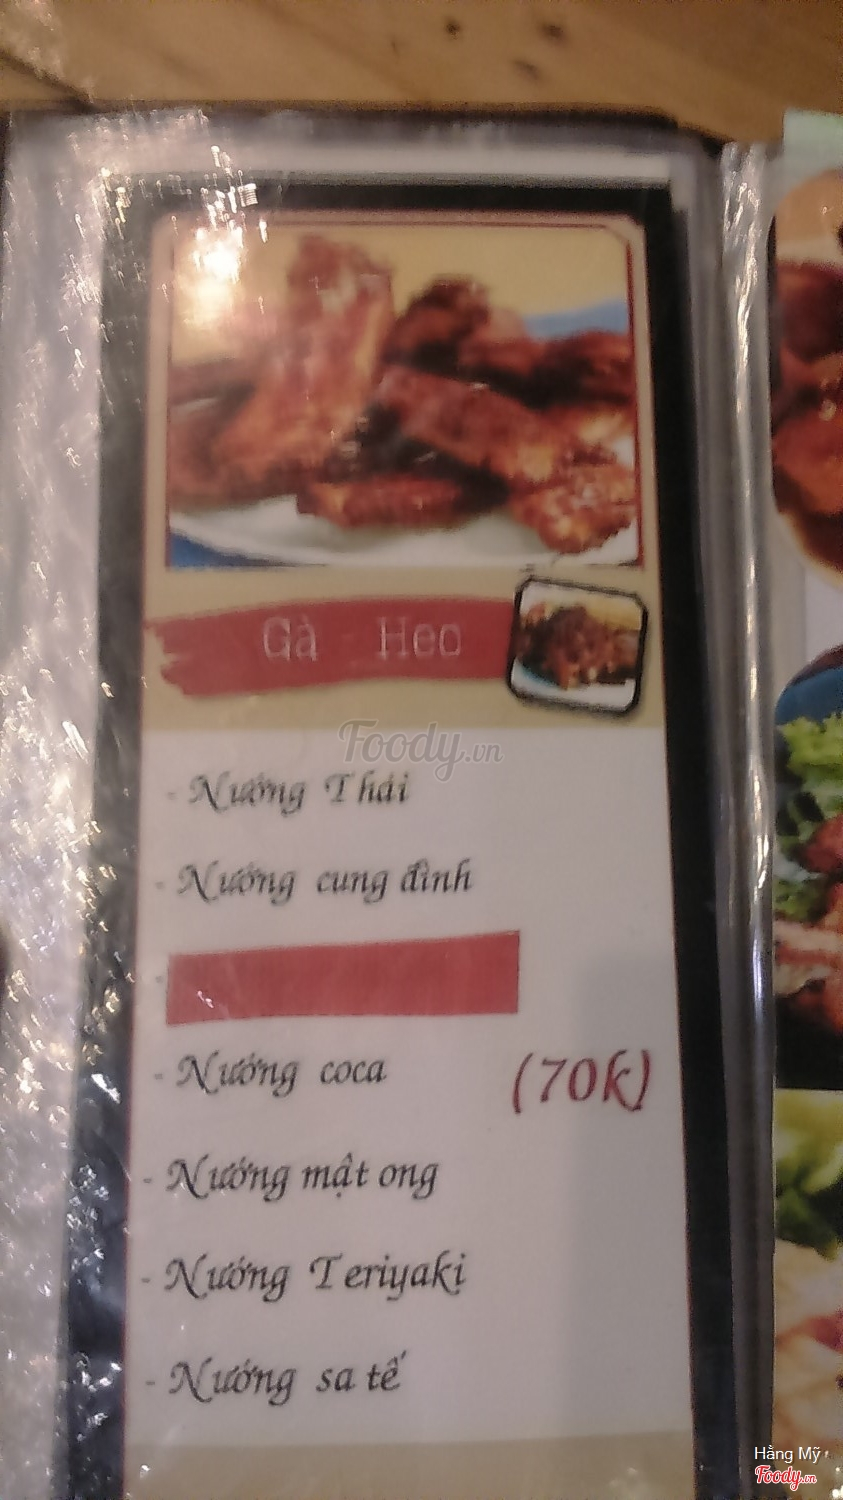 Gà Heo
Foody.vn
- Nướng Thái
- Nướng cung đình
-
- Nướng coca (70k)
- Nướng mật ong
- Nướng Teriyaki
- Nướng sa tế
Hằng Mỹ
Foody.vn